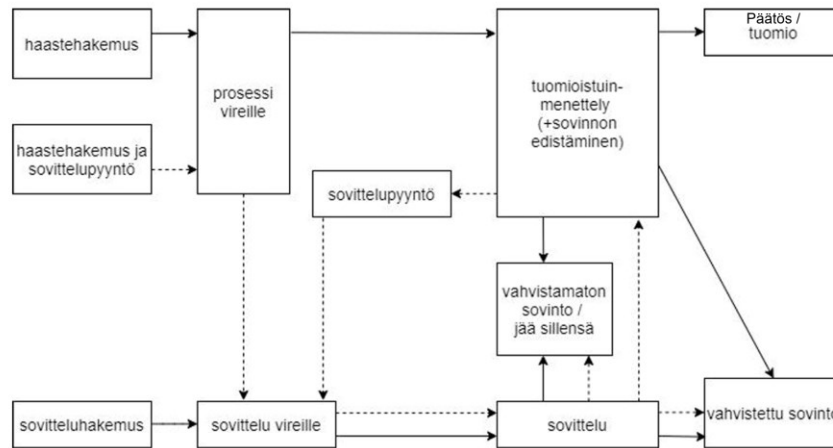 haastehakemus
prosessi
vireille
tuomioistuin-
menettely
(+sovinnon
edistäminen)
Päätös /
tuomio
haastehakemus ja
sovittelupyyntö
sovittelupyyntö
vahvistamaton
sovinto /
jää sillensä
sovitteluhakemus
sovittelu vireille
sovittelu
vahvistettu sovinto